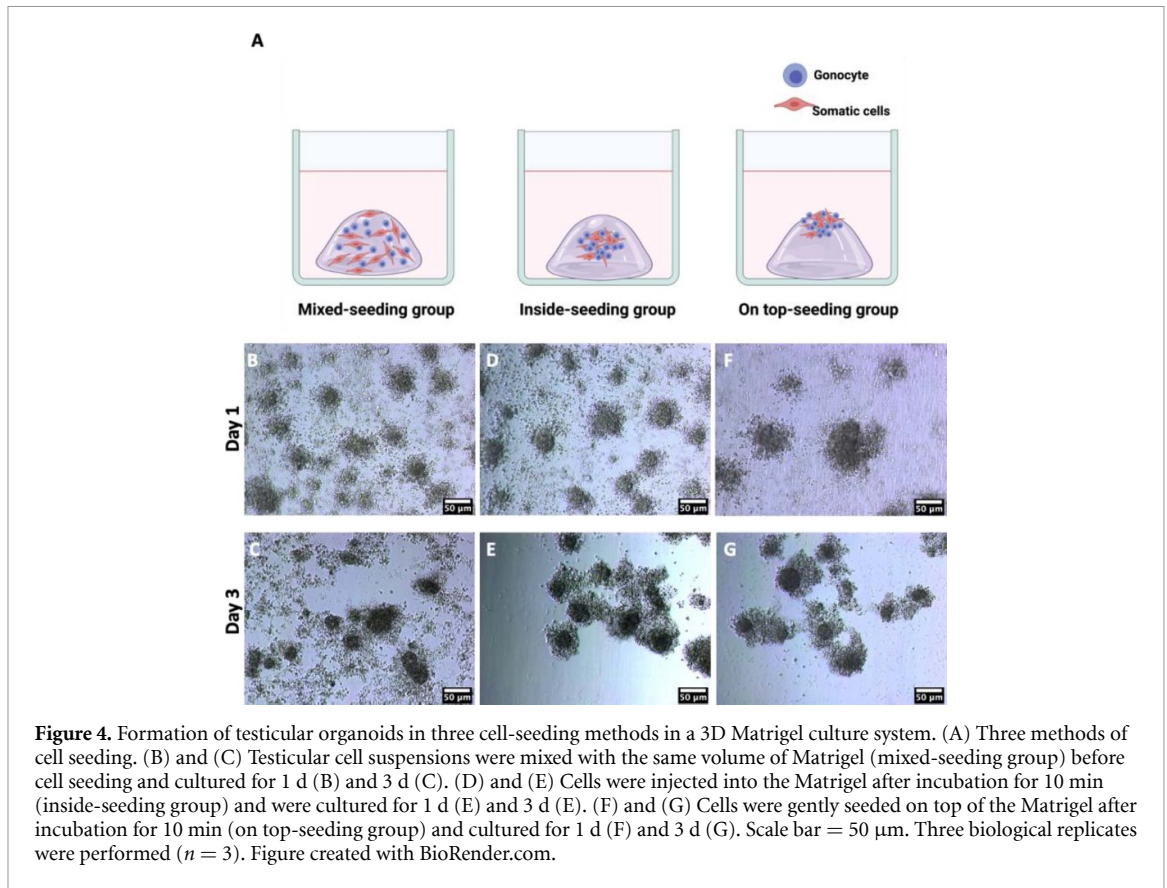 A
Gonocyte
Somatic cells
Mixed-seeding group
Inside-seeding group
On top-seeding group
Day 1
B
50 µm
D
50 µm
F
50 µm
Day 3
C
50 µm
E
50 µm
G
50 µm
Figure 4. Formation of testicular organoids in three cell-seeding methods in a 3D Matrigel culture system. (A) Three methods of
cell seeding. (B) and (C) Testicular cell suspensions were mixed with the same volume of Matrigel (mixed-seeding group) before
cell seeding and cultured for 1 d (B) and 3 d (C). (D) and (E) Cells were injected into the Matrigel after incubation for 10 min
(inside-seeding group) and were cultured for 1 d (E) and 3 d (E). (F) and (G) Cells were gently seeded on top of the Matrigel after
incubation for 10 min (on top-seeding group) and cultured for 1 d (F) and 3 d (G). Scale bar = 50 µm. Three biological replicates
were performed (n = 3). Figure created with BioRender.com.